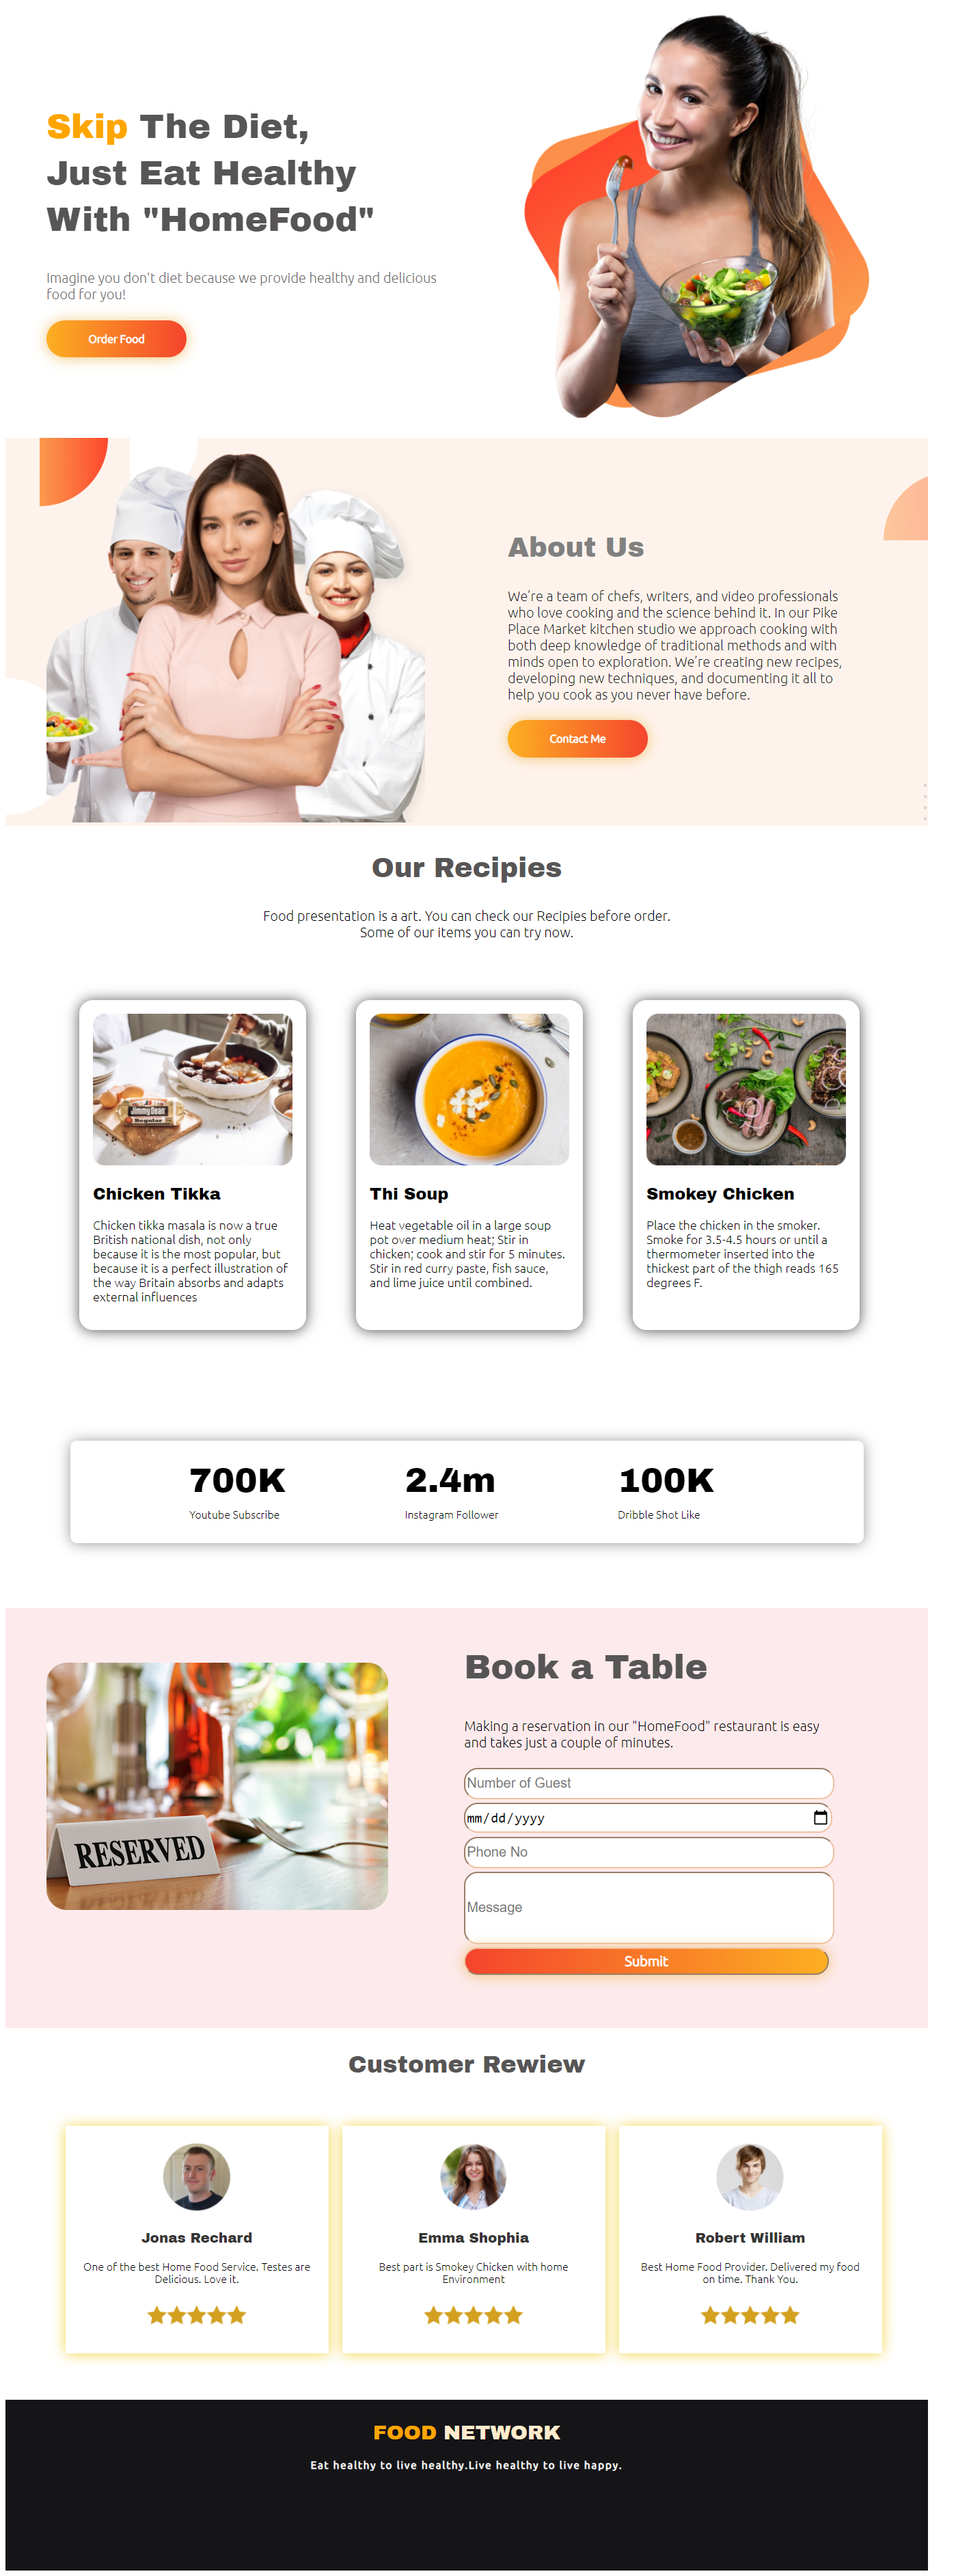 Skip The Diet,
Just Eat Healthy
With "HomeFood"
Imagine you don't diet because we provide healthy and delicious
food for you!
Order Food
About Us
We're a team of chefs, writers, and video professionals
who love cooking and the science behind it. In our Pike
Place Market kitchen studio we approach cooking with
both deep knowledge of traditional methods and with
minds open to exploration. We're creating new recipes,
developing new techniques, and documenting it all to
help you cook as you never have before.
Contact Me
Our Recipies
Food presentation is a art. You can check our Recipies before order.
Some of our items you can try now.
Jimmy Dean
Regular
Chicken Tikka
Chicken tikka masala is now a true
British national dish, not only
because it is the most popular, but
because it is a perfect illustration of
the way Britain absorbs and adapts
external influences
Thi Soup
Heat vegetable oil in a large soup
pot over medium heat; Stir in
chicken; cook and stir for 5 minutes.
Stir in red curry paste, fish sauce,
and lime juice until combined.
Smokey Chicken
Place the chicken in the smoker.
Smoke for 3.5-4.5 hours or until a
thermometer inserted into the
thickest part of the thigh reads 165
degrees F.
700K
Youtube Subscribe
2.4m
Instagram Follower
100K
Dribble Shot Like
RESERVED
Book a Table
Making a reservation in our "HomeFood" restaurant is easy
and takes just a couple of minutes.
Number of Guest
mm/dd/yyyy
Phone No
Message
Submit
Customer Rewiew
Jonas Rechard
One of the best Home Food Service. Testes are
Delicious. Love it.
Emma Shophia
Best part is Smokey Chicken with home
Environment
Robert William
Best Home Food Provider. Delivered my food
on time. Thank You.
FOOD NETWORK
Eat healthy to live healthy.Live healthy to live happy.